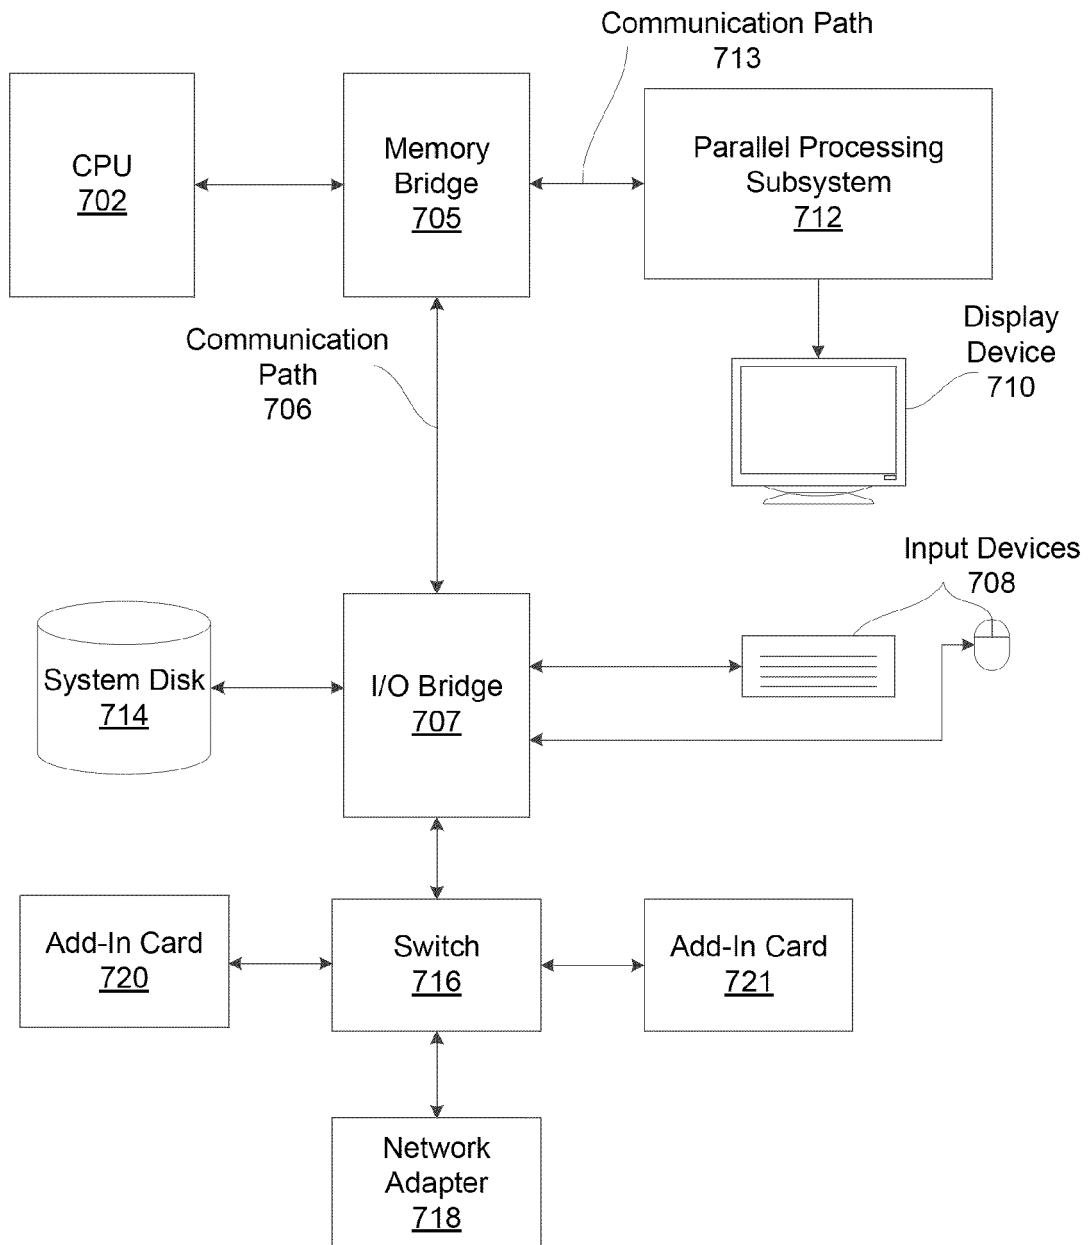 Communication Path
713
CPU
702
Memory
Bridge
705
Parallel Processing
Subsystem
712
Communication
Path
706
Display
Device
710
Input Devices
708
System Disk
714
I/O Bridge
707
Add-In Card
720
Switch
716
Add-In Card
721
Network
Adapter
718